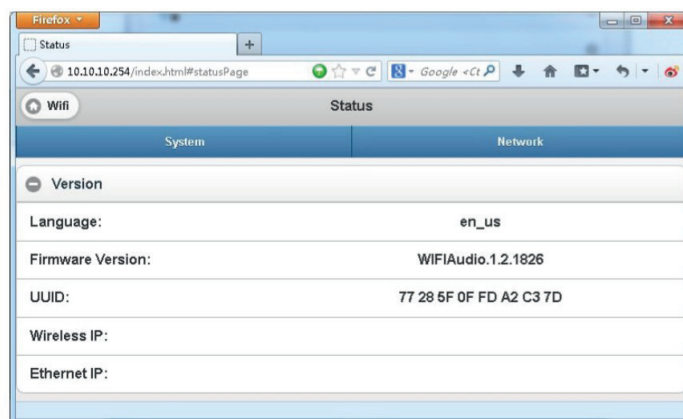 Firefox
Status
10.10.10.254/index.html#statusPage
Google <Ct
Wifi
Status
System
Network
Version
Language: en_us
Firmware Version: WIFIAudio.1.2.1826
UUID: 77 28 5F 0F FD A2 C3 7D
Wireless IP:
Ethernet IP: